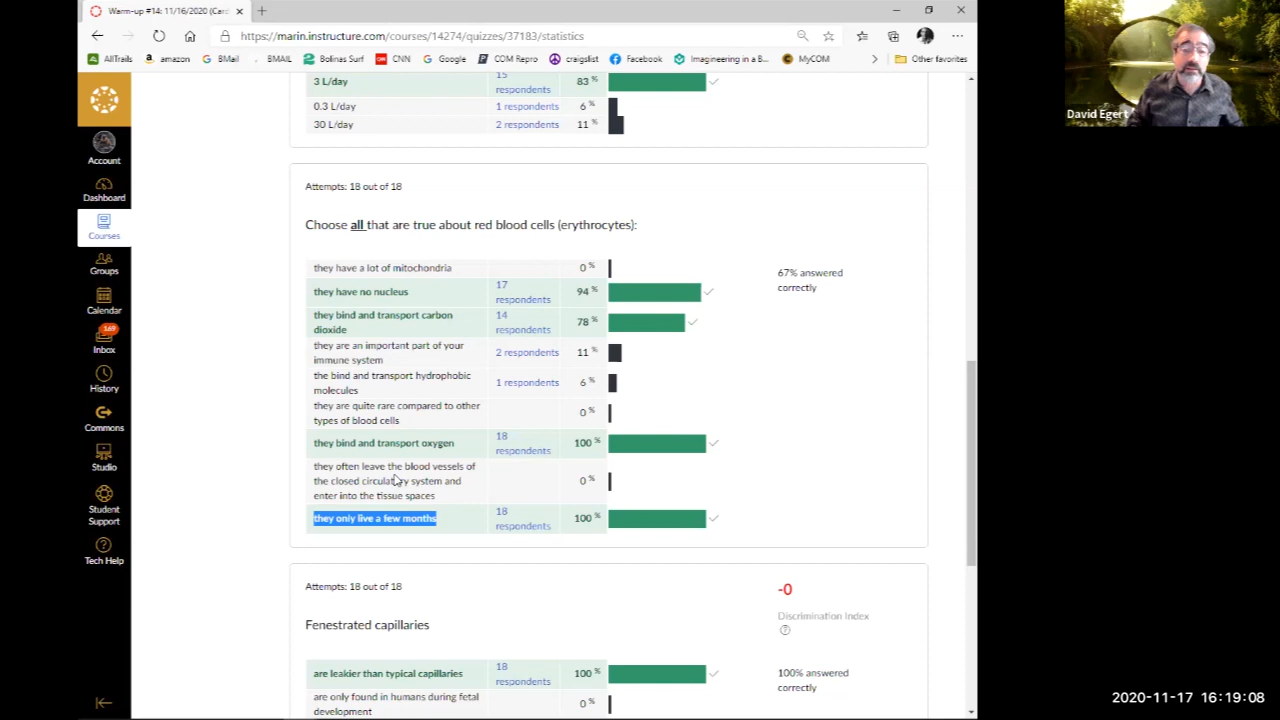 Warm-up #14: 11/16/2020 (Car
https://marin.instructure.com/courses/14274/quizzes/37183/statistics
AllTrails amazon BMail BMAIL Bolinas Surf CNN Google COM Repro craigslist Facebook Imagineering in a B... MyCOM Other favorites
Account
Dashboard
Courses
Groups
Calendar
169
Inbox
History
Commons
Studio
Student
Support
Tech Help
3 L/day 15 respondents 83 %
0.3 L/day 1 respondents 6 %
30 L/day 2 respondents 11 %
Attempts: 18 out of 18
Choose all that are true about red blood cells (erythrocytes):
67% answered
correctly
they have a lot of mitochondria 0 %
they have no nucleus 17 respondents 94 %
they bind and transport carbon
dioxide 14 respondents 78 %
they are an important part of your
immune system 2 respondents 11 %
the bind and transport hydrophobic
molecules 1 respondents 6 %
they are quite rare compared to other
types of blood cells 0 %
they bind and transport oxygen 18 respondents 100 %
they often leave the blood vessels of
the closed circulatory system and
enter into the tissue spaces 0 %
they only live a few months 18 respondents 100 %
Attempts: 18 out of 18
-0
Discrimination Index
?
Fenestrated capillaries
are leakier than typical capillaries 18 respondents 100 %
100% answered
correctly
are only found in humans during fetal
development 0 %
David Egert
2020-11-17 16:19:08